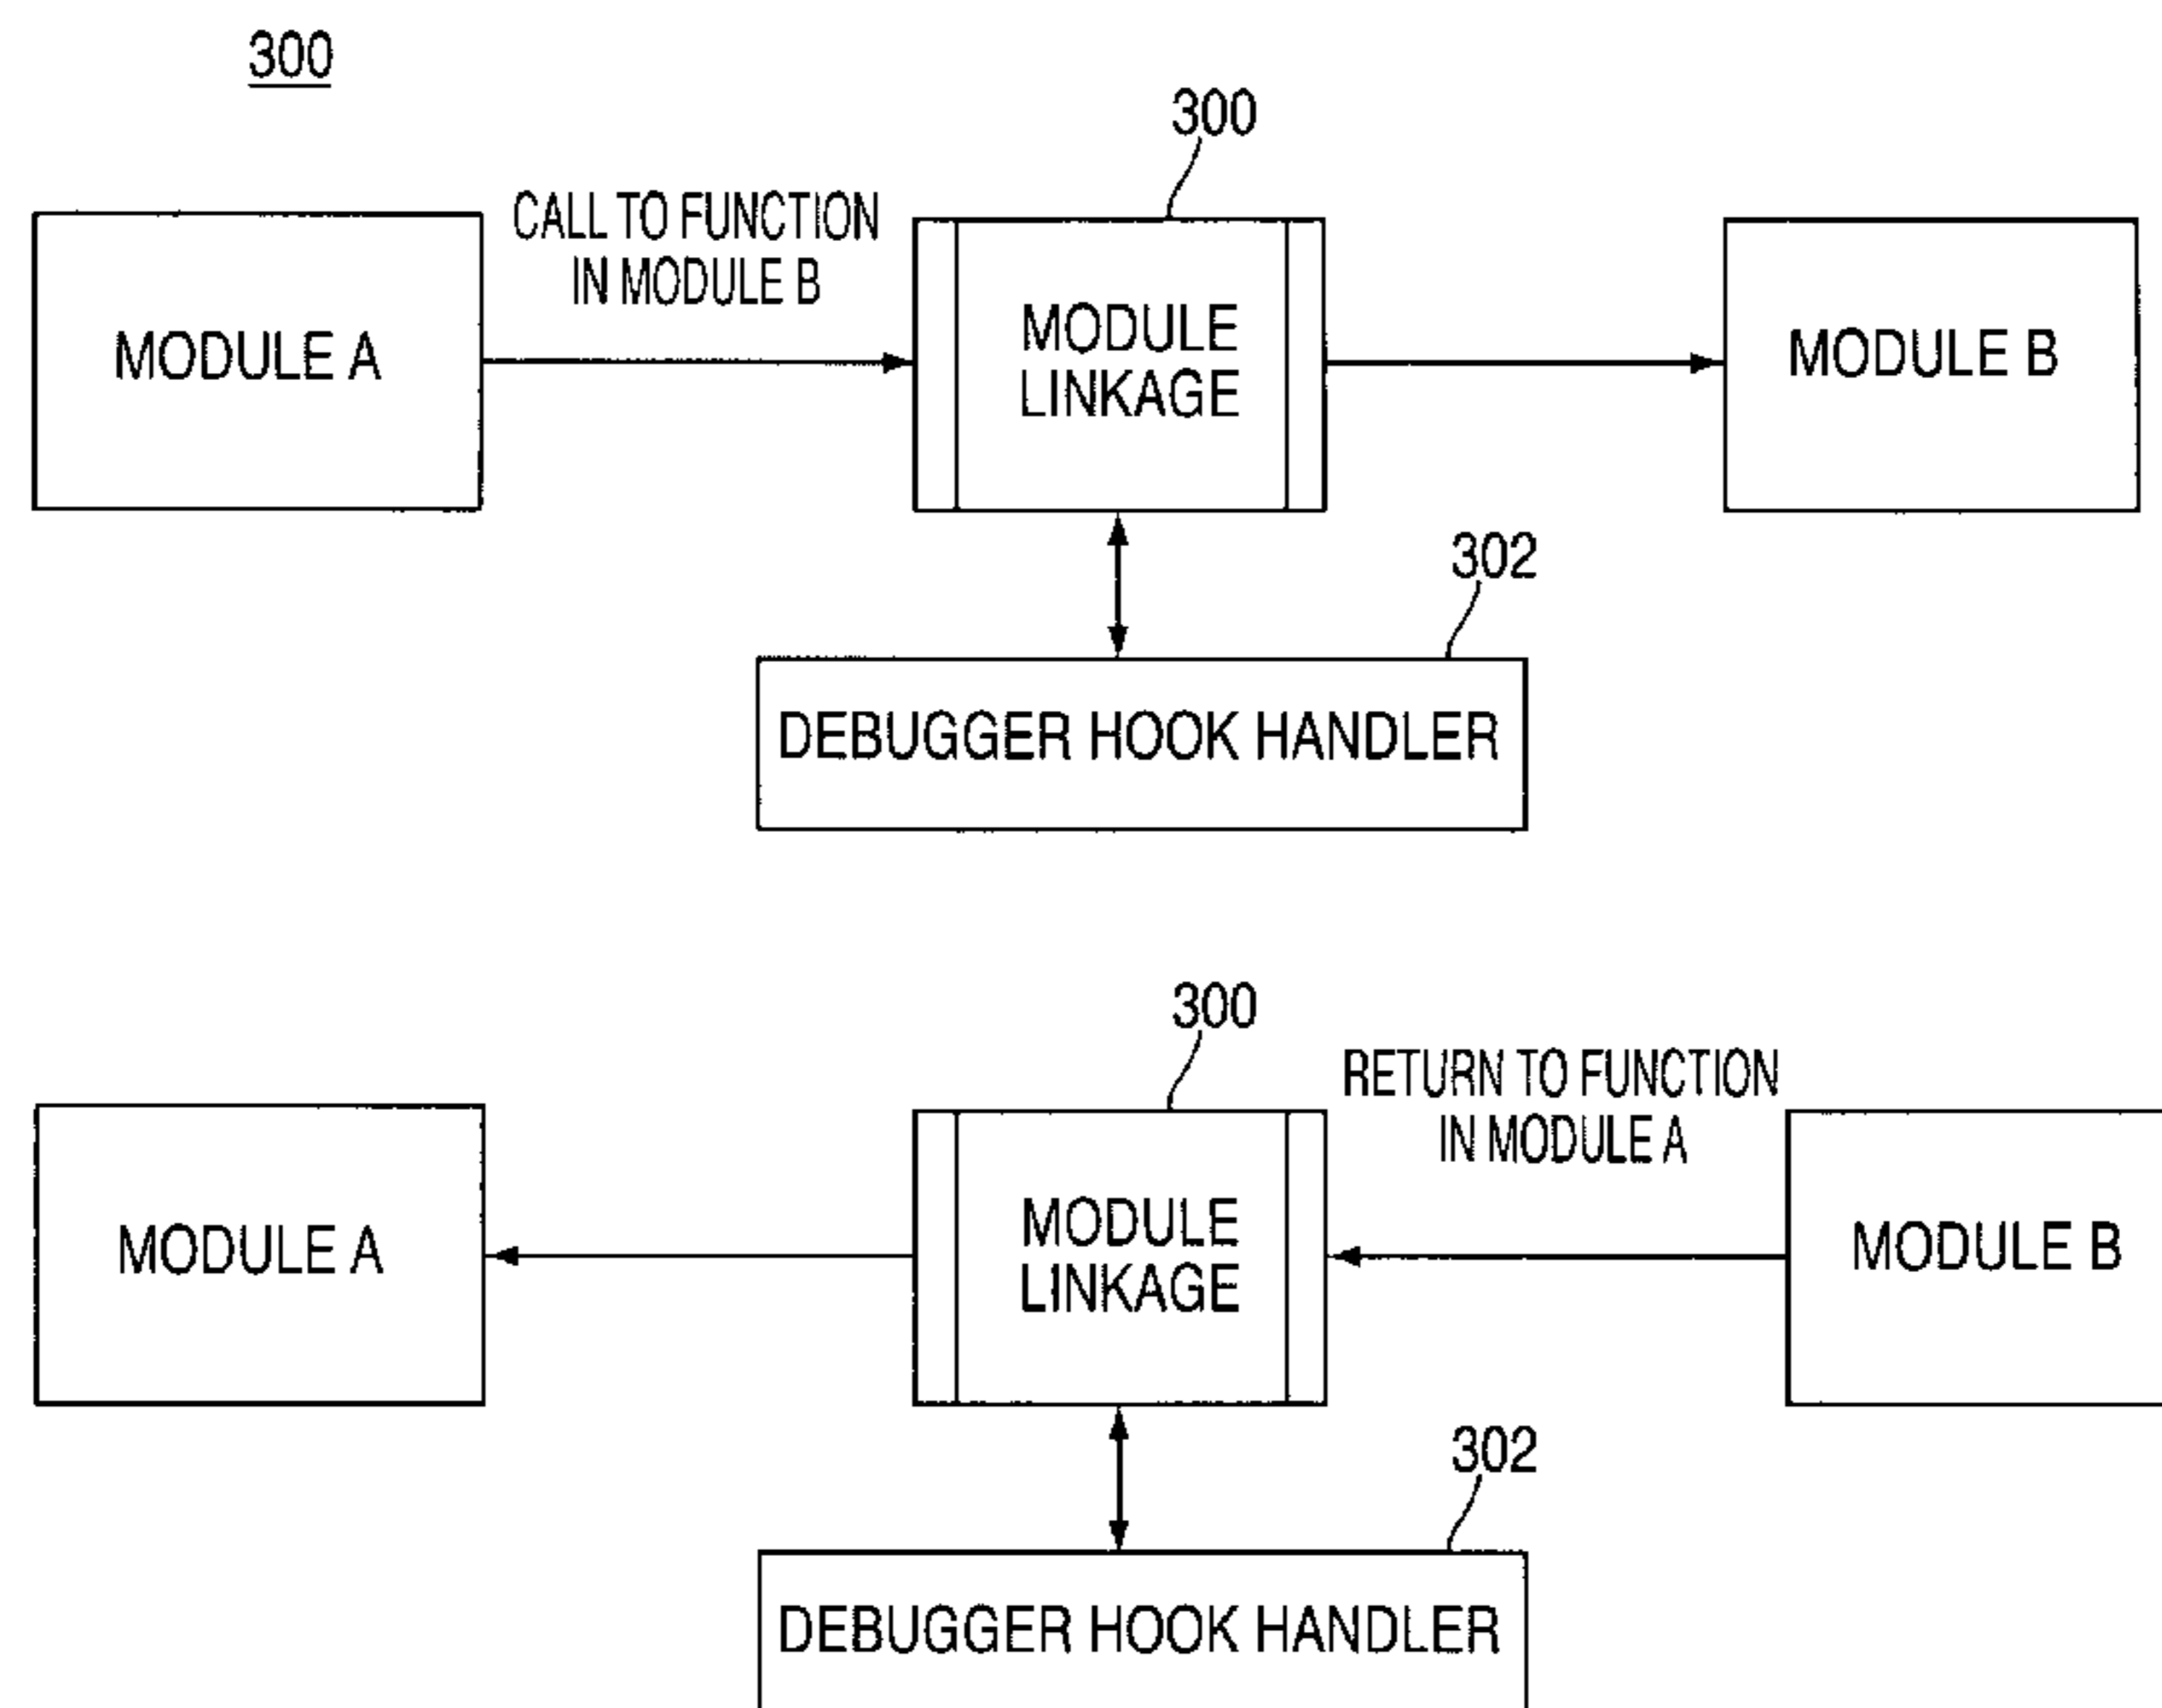 300
300
CALL TO FUNCTION
IN MODULE B
MODULE A
MODULE
LINKAGE
MODULE B
302
DEBUGGER HOOK HANDLER
300
RETURN TO FUNCTION
IN MODULE A
MODULE A
MODULE
LINKAGE
MODULE B
302
DEBUGGER HOOK HANDLER